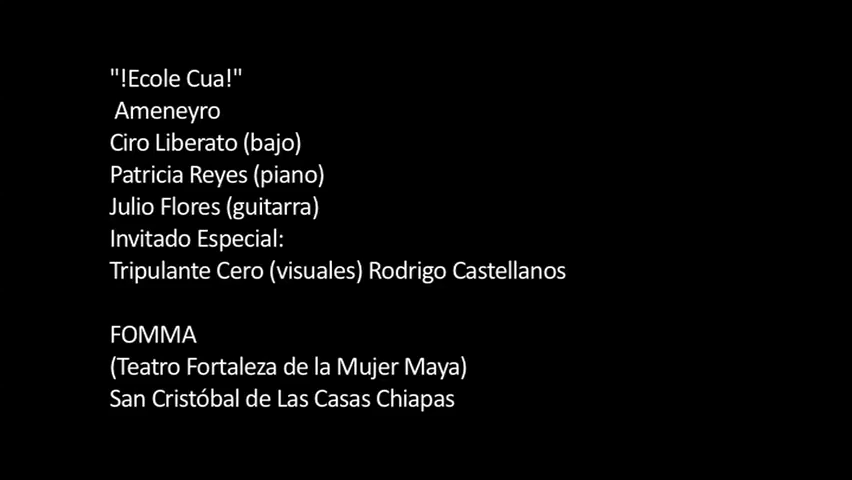 "!Ecole Cua!"
Ameneyro
Ciro Liberato (bajo)
Patricia Reyes (piano)
Julio Flores (guitarra)
Invitado Especial:
Tripulante Cero (visuales) Rodrigo Castellanos
FOMMA
(Teatro Fortaleza de la Mujer Maya)
San Cristóbal de Las Casas Chiapas